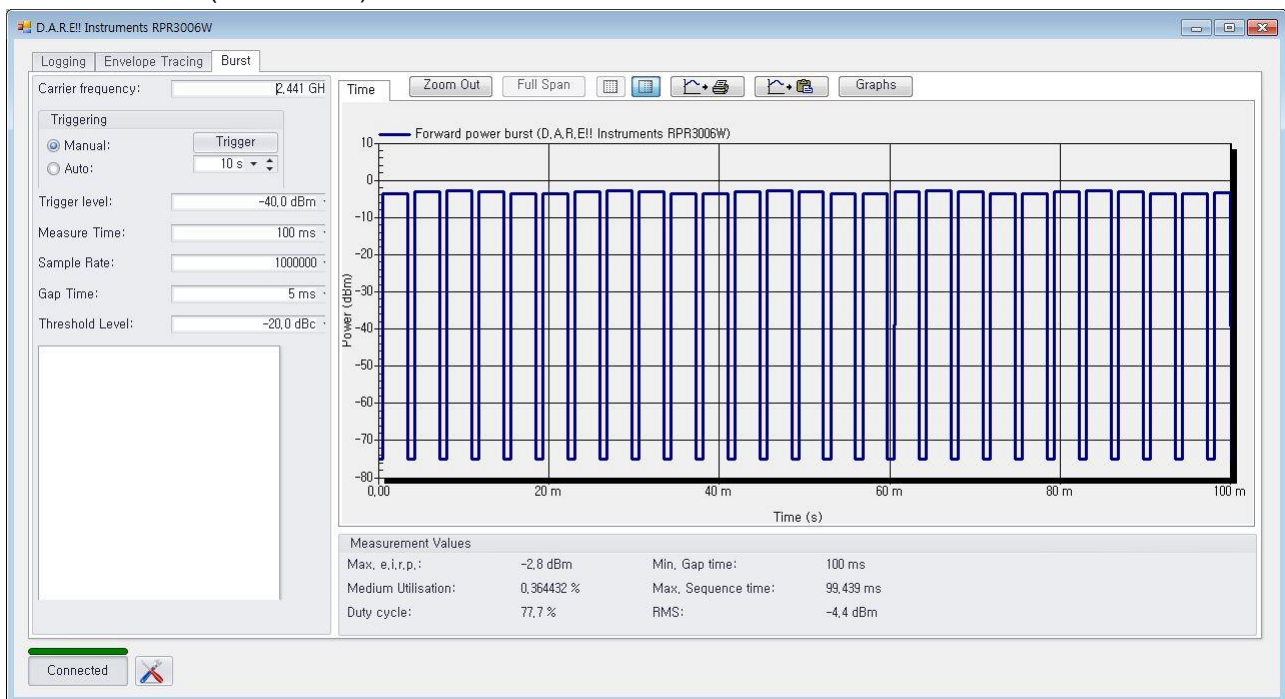 D.A.R.E!! Instruments RPR3006W
Logging Envelope Tracing Burst
Carrier frequency: 2,441 GH
Triggering
Manual: Trigger
Auto: 10 s
Trigger level: -40,0 dBm
Measure Time: 100 ms
Sample Rate: 1000000
Gap Time: 5 ms
Threshold Level: -20,0 dBc
Time Zoom Out Full Span Graphs
Forward power burst (D,A,R,E!! Instruments RPR3006W)
10
0
-10
-20
-30
-40
-50
-60
-70
-80
Power (dBm)
0,00 20 m 40 m 60 m 80 m 100 m
Time (s)
Measurement Values
Max, e,i,r,p,: -2,8 dBm Min, Gap time: 100 ms
Medium Utilisation: 0,364432 % Max, Sequence time: 99,439 ms
Duty cycle: 77,7 % RMS: -4,4 dBm
Connected